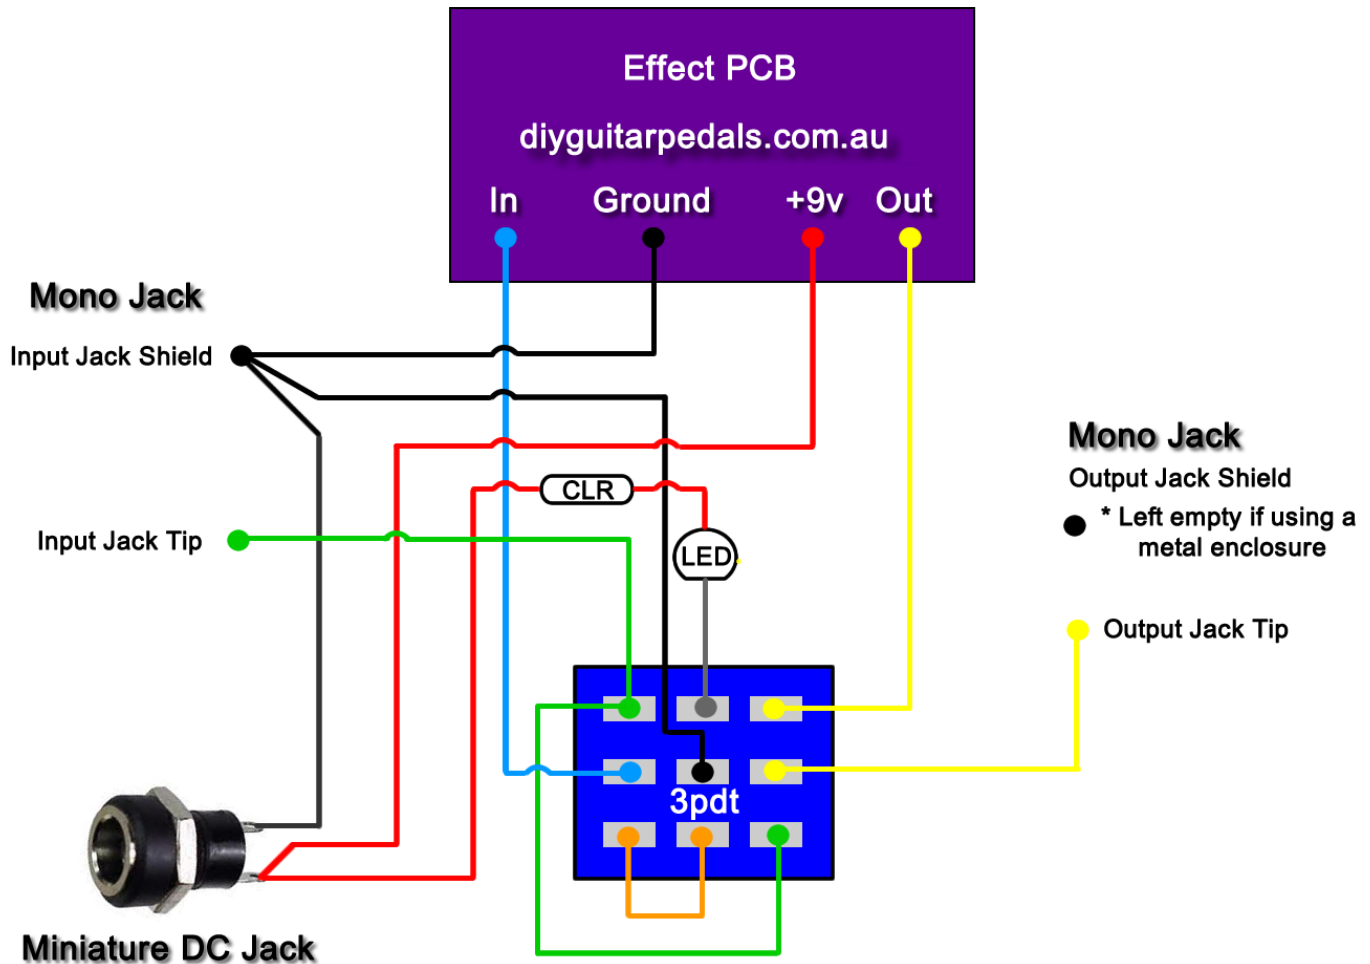 Effect PCB
diyguitarpedals.com.au
In Ground +9v Out
Mono Jack
Input Jack Shield
Input Jack Tip
CLR
LED
Mono Jack
Output Jack Shield
* Left empty if using a
metal enclosure
Output Jack Tip
3pdt
Miniature DC Jack